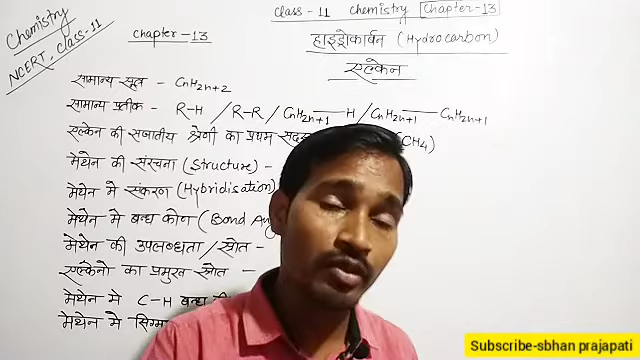 Chemistry
NCERT, class-11
Chapter-13
class-11 Chemistry Chapter-13
हाइड्रोकार्बन (Hydrocarbon)
एल्केन
सामान्य सूत्र - CnH2n+2
सामान्य प्रतीक - R-H / R-R / CnH2n+1 — H / CnH2n+1 — CnH2n+1
एल्केन की सजातीय श्रेणी का प्रथम CH4)
मेथेन की संरचना (Structure) -
मेथेन मे संकरण (Hybridisation)
मेथेन मे बन्ध कोण (Bond
मेथेन की उपलब्धता / स्रोत -
एल्केनो का प्रमुख स्रोत -
मेथेन मे C-H बन्ध
मेथेन मे सिग्मा
Subscribe-sbhan prajapati